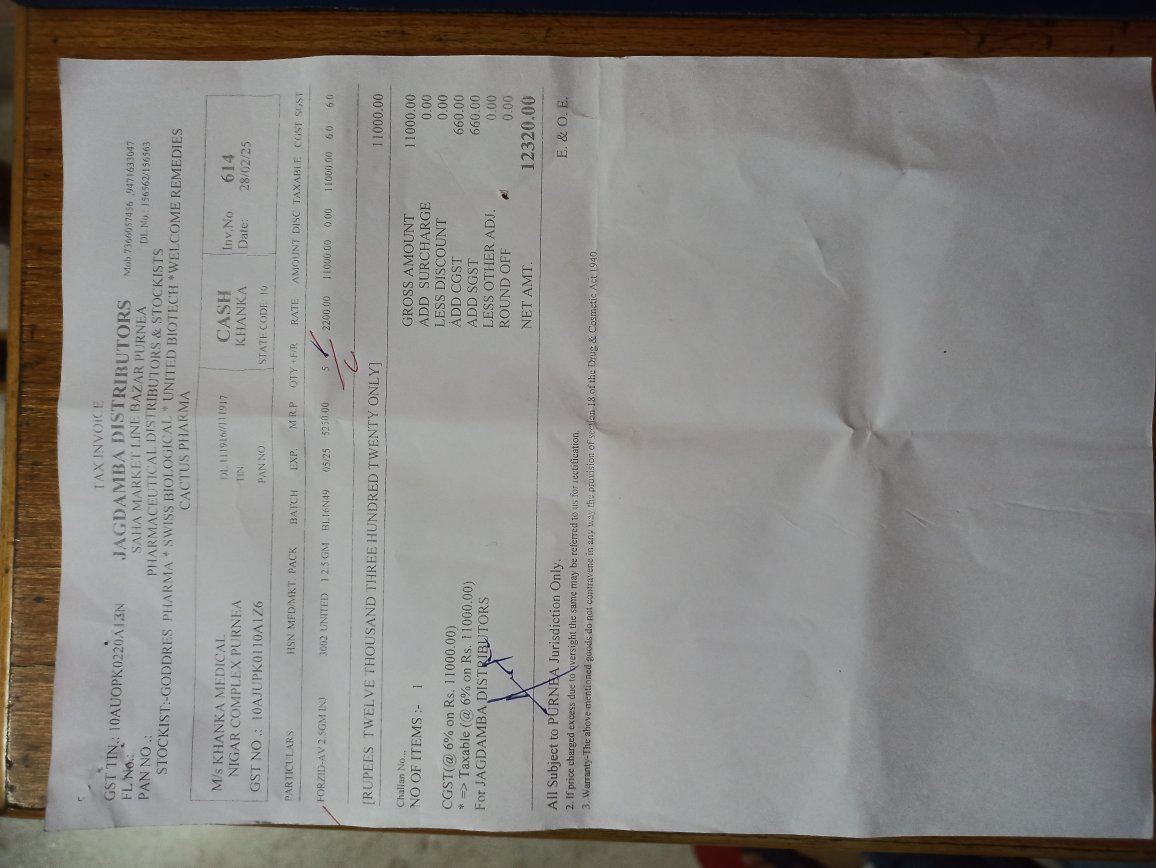 TAX INVOICE
GST TIN.: 10AUOPK0220A1ZN
JAGDAMBA DISTRIBUTORS
Mob.7366057456 ,9471633047
FL No.:
SAHA MARKET LINE BAZAR PURNEA
DL No. 156562/156563
PAN NO .:
PHARMACEUTICAL DISTRIBUTORS & STOCKISTS
STOCKIST:-GODDRES PHARMA * SWISS BIOLOGICAL * UNITED BIOTECH *WELCOME REMEDIES
CACTUS PHARMA
M/s KHANKA MEDICAL DL 111916/111917 CASH Inv.No 614
NIGAR COMPLEX PURNEA TIN. KHANKA Date: 28/02/25
GST NO .: 10AJUPK0110A1Z6 PAN NO STATE CODE 10
PARTICULARS HSN MFD/MKT. PACK BATCH EXP. M.R.P QTY +F/R RATE AMOUNT DISC TAXABLE CGST SGST
FORZID-AV 2.5GM INJ 3002 UNITED 1 2.5 GM BL16N49 05/25 5250.00 5 2200.00 11000.00 0.00 11000.00 6.0 6.0
[RUPEES TWELVE THOUSAND THREE HUNDRED TWENTY ONLY] 11000.00
Challan No..,
NO OF ITEMS :- 1
GROSS AMOUNT 11000.00
ADD SURCHARGE 0.00
LESS DISCOUNT 0.00
CGST(@ 6% on Rs. 11000.00) ADD CGST 660.00
* => Taxable (@ 6% on Rs. 11000.00) ADD SGST 660.00
For JAGDAMBA DISTRIBUTORS LESS OTHER ADJ. 0.00
ROUND OFF 0.00
NET AMT. 12320.00
All Subject to PURNEA Jurisdiction Only. E. & O. E.
2. If price charged excess due to oversight the same may be referred to us for rectification.
3. Warranty-The above mentioned goods do not contravene in any way the provision of section 18 of the Drug & Cosmetic Act 1940.